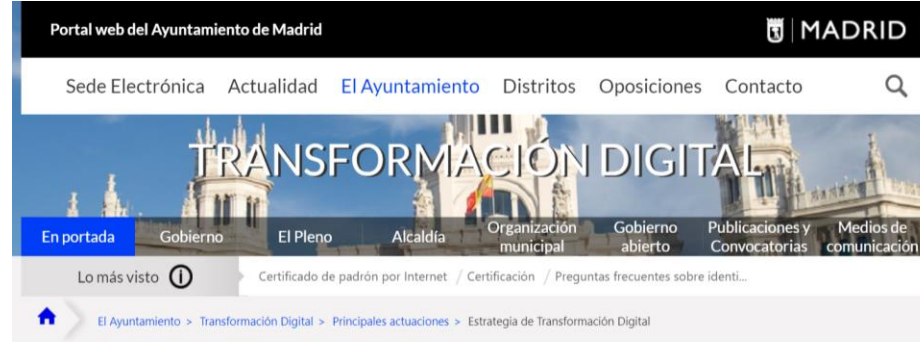 Portal web del Ayuntamiento de Madrid
MADRID
Sede Electrónica Actualidad El Ayuntamiento Distritos Oposiciones Contacto
TRANSFORMACIÓN DIGITAL
En portada Gobierno El Pleno Alcaldía Organización municipal Gobierno abierto Publicaciones y Convocatorias Medios de comunicación
Lo más visto Certificado de padrón por Internet / Certificación / Preguntas frecuentes sobre identi...
El Ayuntamiento > Transformación Digital > Principales actuaciones > Estrategia de Transformación Digital